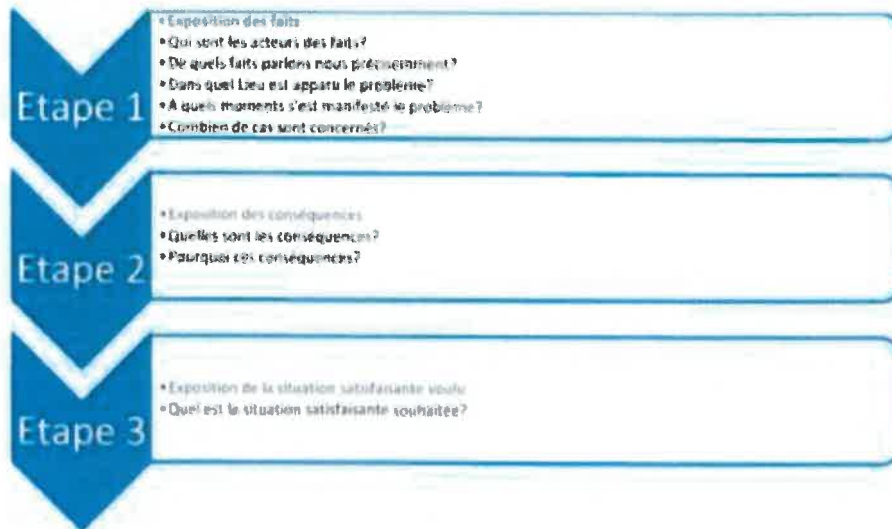 Etape 1
• Exposition des faits
• Qui sont les acteurs des faits?
• De quels faits parlons nous précisemment?
• Dans quel Lieu est apparu le problème?
• A quels moments s'est manifesté le problème?
• Combien de cas sont concernés?
Etape 2
• Exposition des conséquences
• Quelles sont les conséquences?
• Pourquoi ces conséquences?
Etape 3
• Exposition de la situation satisfaisante voulu
• Quel est la situation satisfaisante souhaitée?